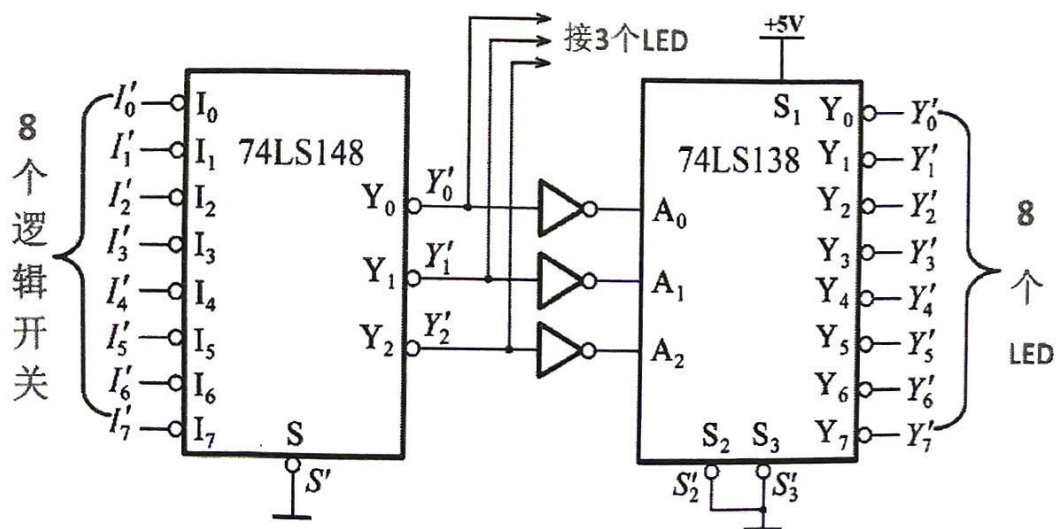 8个逻辑开关
I'0
I'1
I'2
I'3
I'4
I'5
I'6
I'7
I0
I1
I2
I3
I4
I5
I6
I7
74LS148
Y0
Y1
Y2
S
S'
Y'0
Y'1
Y'2
接3个LED
+5V
S1
74LS138
A0
A1
A2
S2 S3
S'2 S'3
Y0
Y1
Y2
Y3
Y4
Y5
Y6
Y7
Y'0
Y'1
Y'2
Y'3
Y'4
Y'5
Y'6
Y'7
8
个
LED